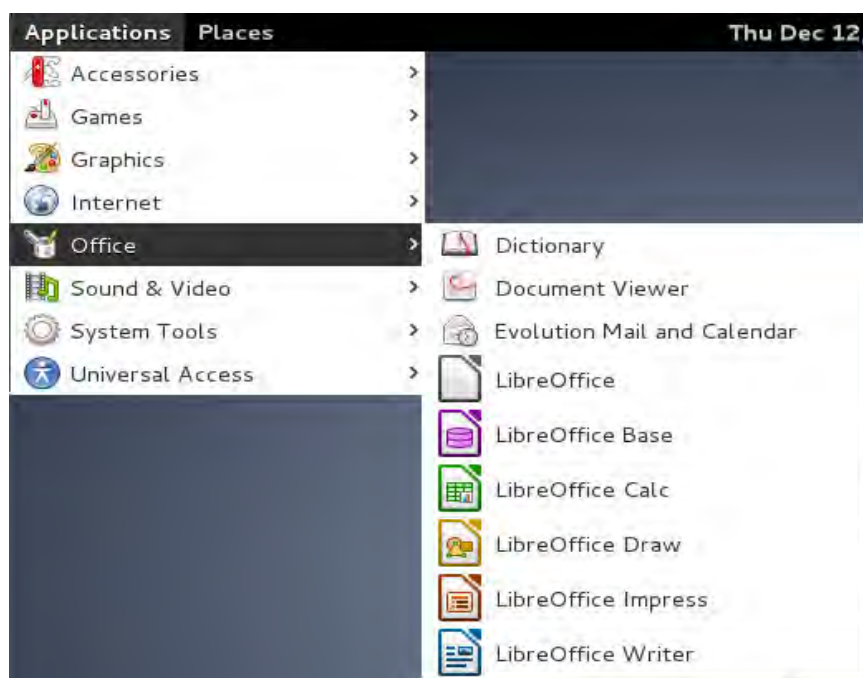 Applications Places Thu Dec 12
Accessories
Games
Graphics
Internet
Office
Sound & Video
System Tools
Universal Access
Dictionary
Document Viewer
Evolution Mail and Calendar
LibreOffice
LibreOffice Base
LibreOffice Calc
LibreOffice Draw
LibreOffice Impress
LibreOffice Writer